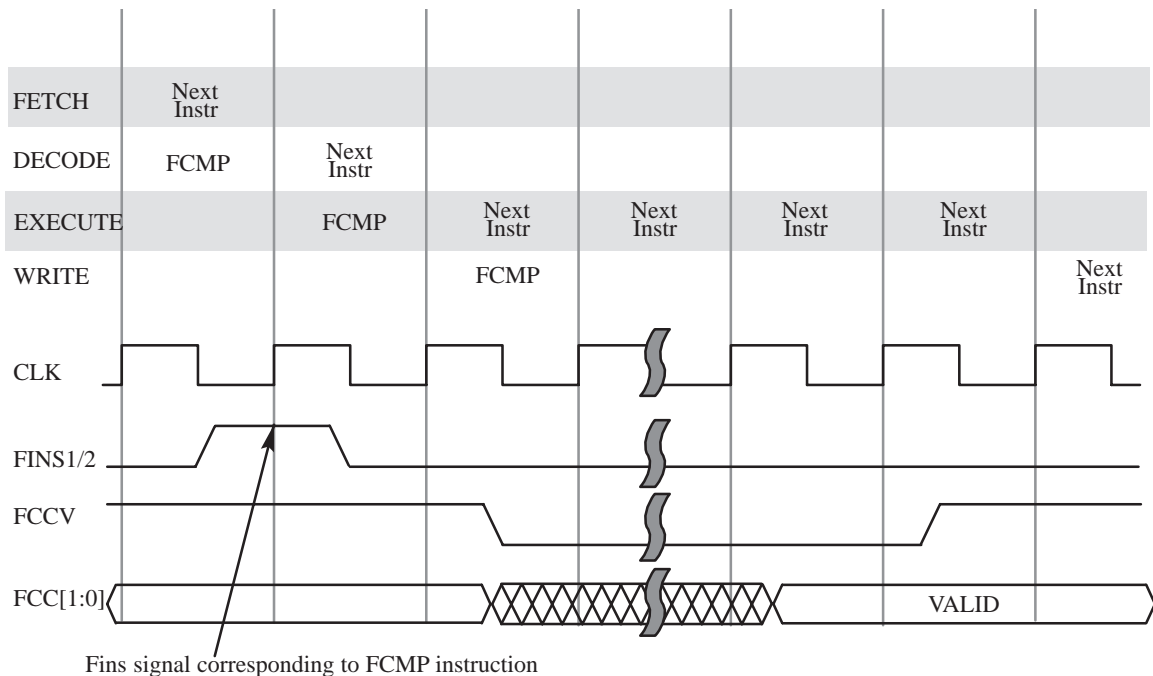 FETCH
Next
Instr
DECODE
FCMP
Next
Instr
EXECUTE
FCMP
Next
Instr
Next
Instr
Next
Instr
Next
Instr
WRITE
FCMP
Next
Instr
CLK
FINS1/2
FCCV
FCC[1:0]
VALID
Fins signal corresponding to FCMP instruction